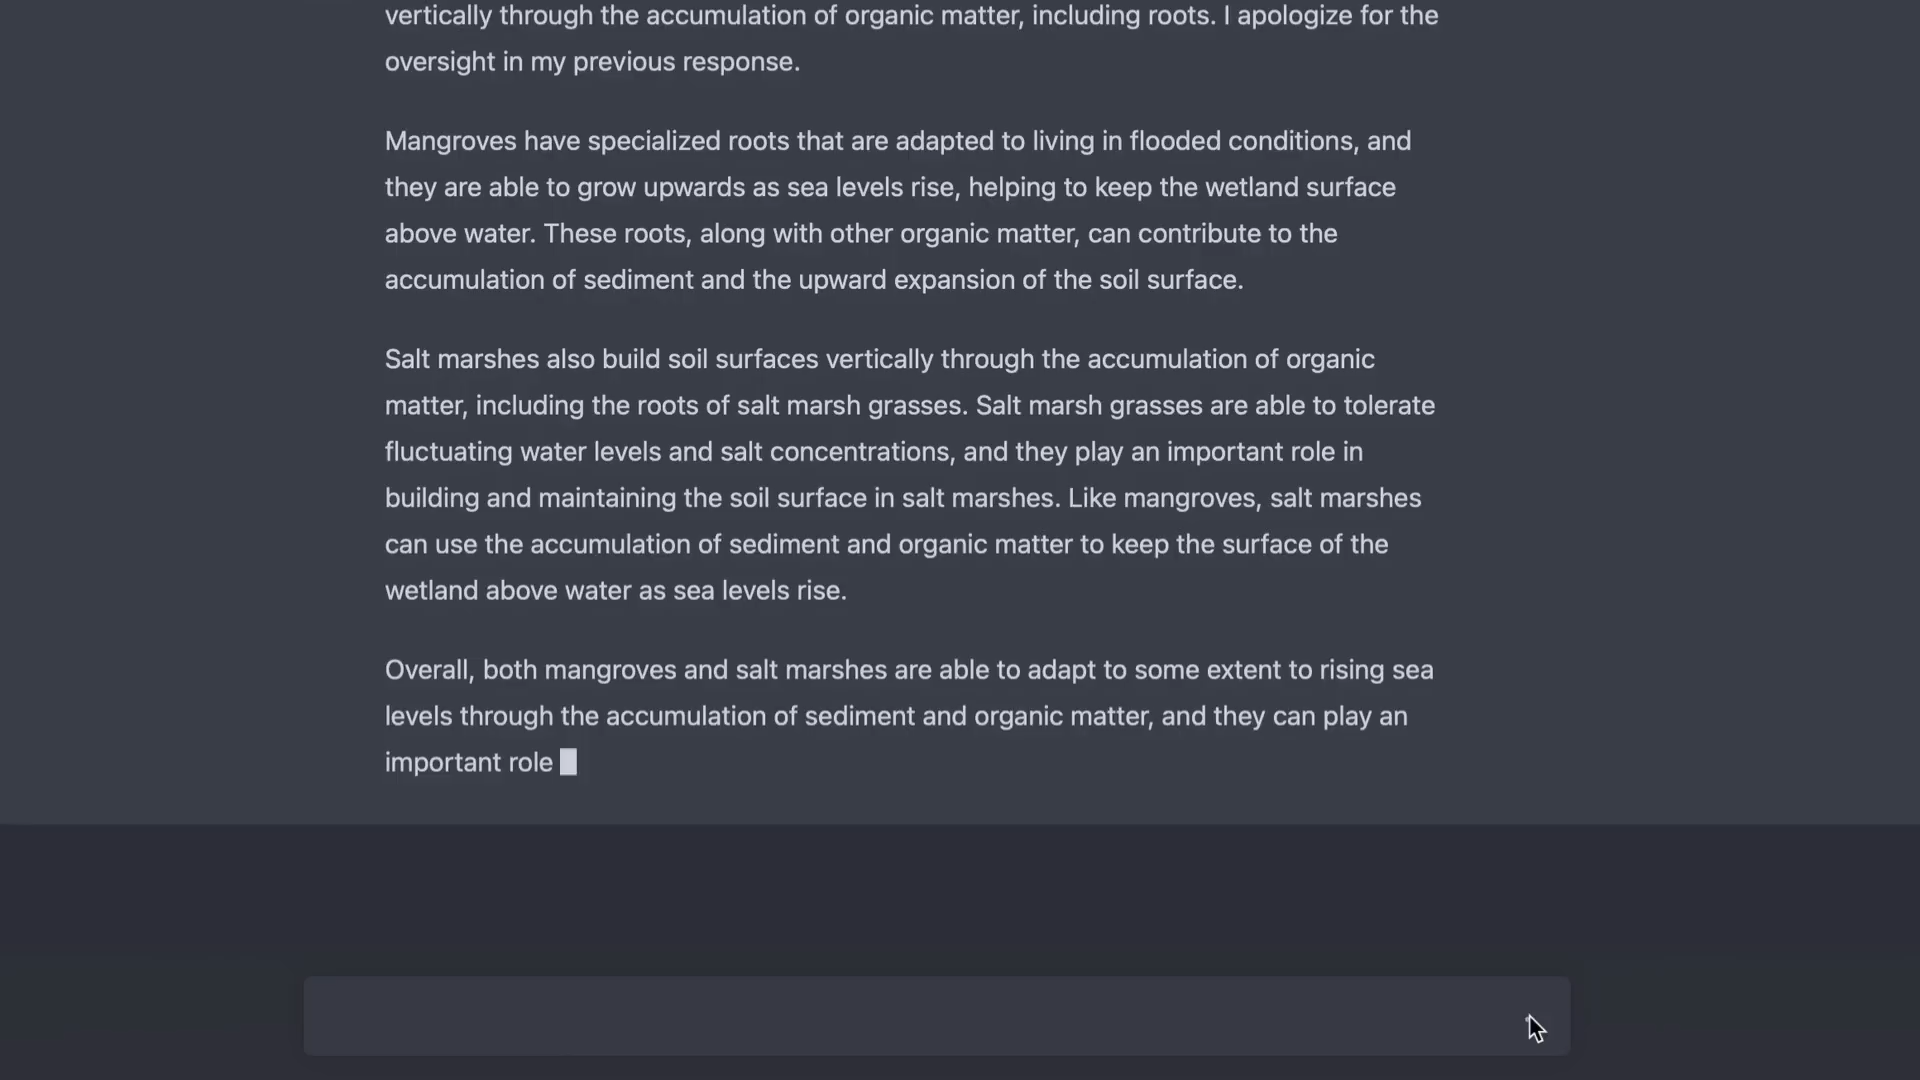 vertically through the accumulation of organic matter, including roots. I apologize for the
oversight in my previous response.
Mangroves have specialized roots that are adapted to living in flooded conditions, and
they are able to grow upwards as sea levels rise, helping to keep the wetland surface
above water. These roots, along with other organic matter, can contribute to the
accumulation of sediment and the upward expansion of the soil surface.
Salt marshes also build soil surfaces vertically through the accumulation of organic
matter, including the roots of salt marsh grasses. Salt marsh grasses are able to tolerate
fluctuating water levels and salt concentrations, and they play an important role in
building and maintaining the soil surface in salt marshes. Like mangroves, salt marshes
can use the accumulation of sediment and organic matter to keep the surface of the
wetland above water as sea levels rise.
Overall, both mangroves and salt marshes are able to adapt to some extent to rising sea
levels through the accumulation of sediment and organic matter, and they can play an
important role